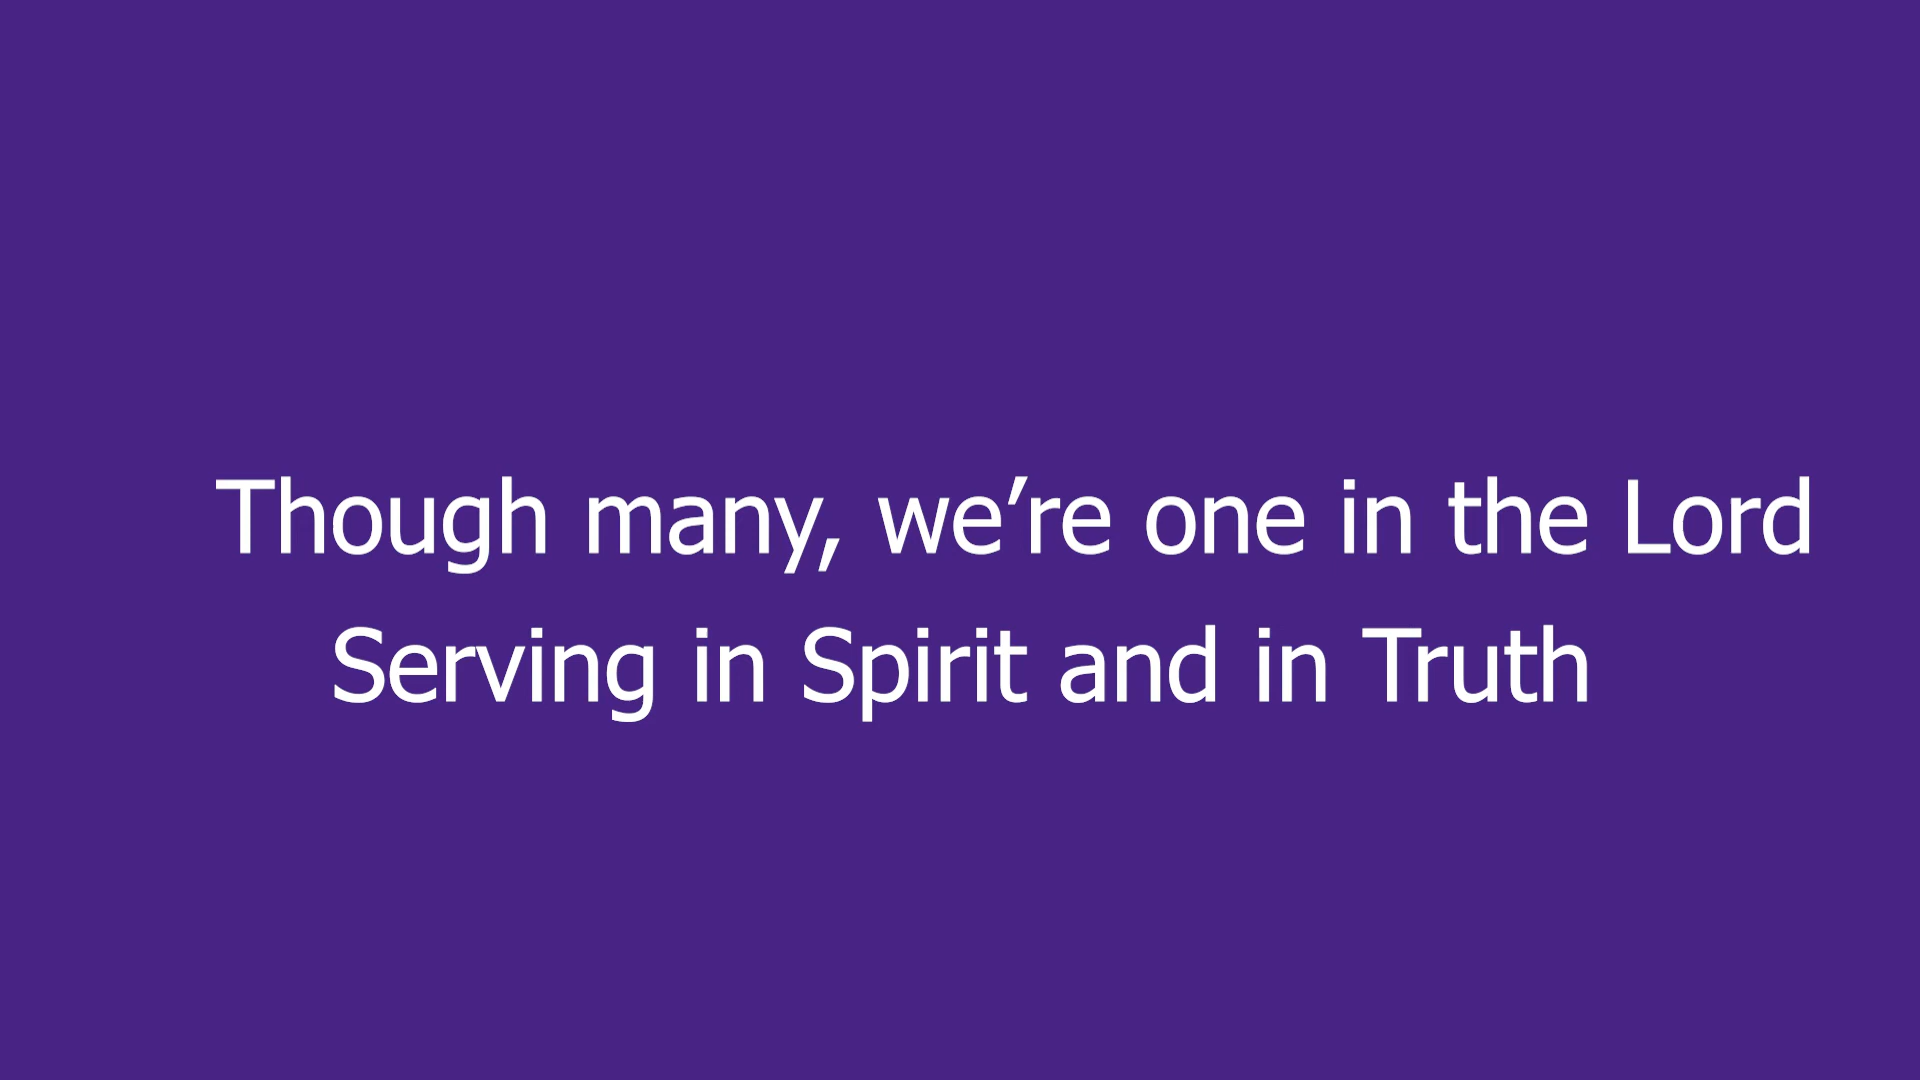 Though many, we’re one in the Lord
Serving in Spirit and in Truth